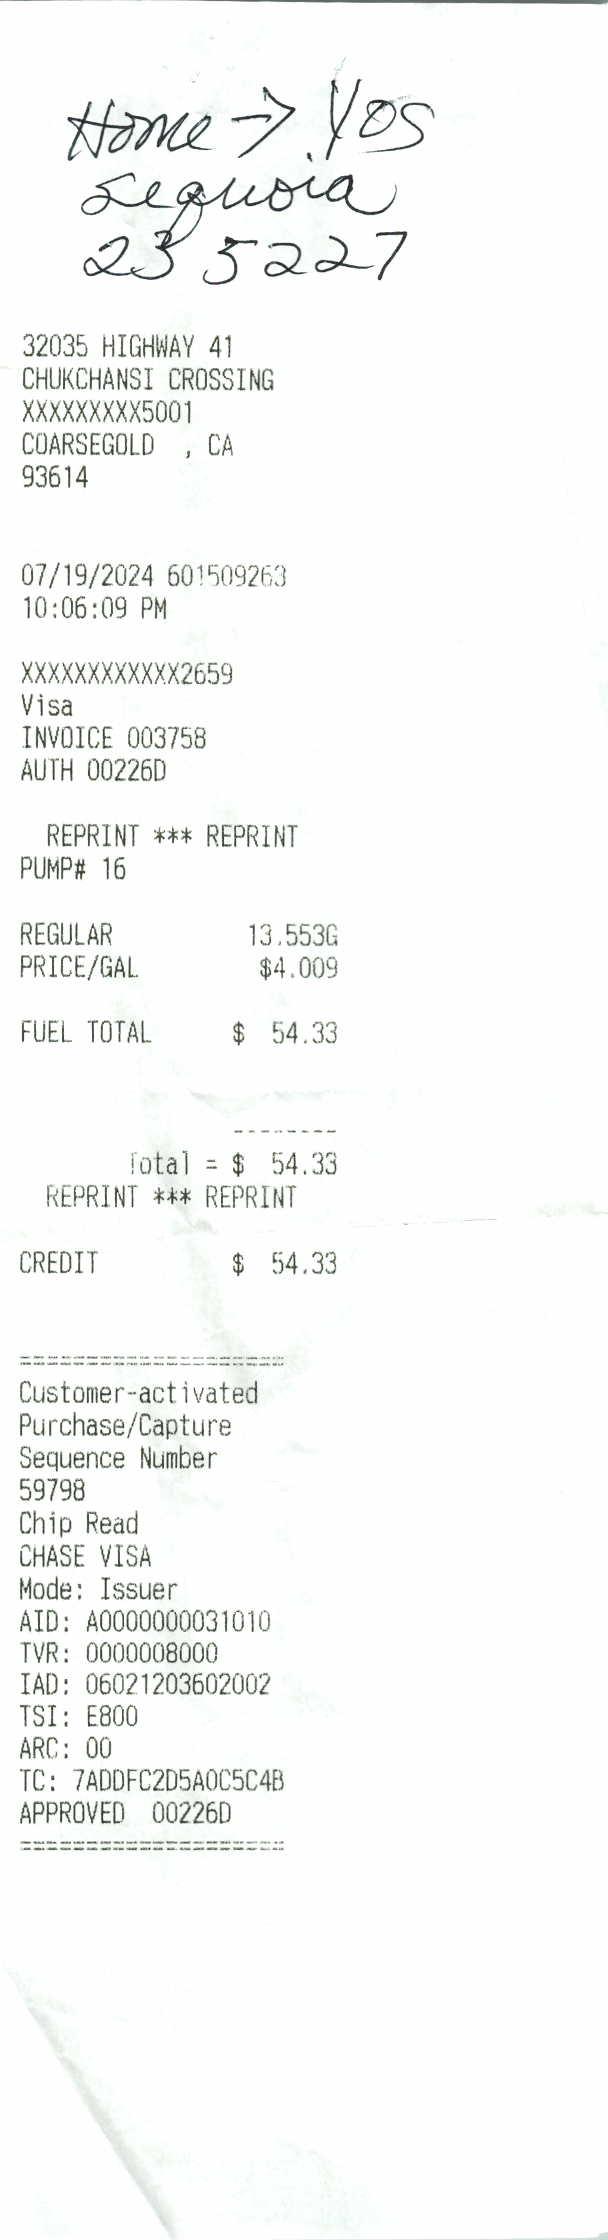 Home → Yos
Sequoia
235227
32035 HIGHWAY 41
CHUKCHANSI CROSSING
XXXXXXXXX5001
COARSEGOLD , CA
93614
07/19/2024 601509263
10:06:09 PM
XXXXXXXXXXXX2659
Visa
INVOICE 003758
AUTH 00226D
REPRINT *** REPRINT
PUMP# 16
REGULAR 13.553G
PRICE/GAL $4.009
FUEL TOTAL $ 54.33
--------
Total = $ 54.33
REPRINT *** REPRINT
CREDIT $ 54.33
====================
Customer-activated
Purchase/Capture
Sequence Number
59798
Chip Read
CHASE VISA
Mode: Issuer
AID: A0000000031010
TVR: 0000008000
IAD: 06021203602002
TSI: E800
ARC: 00
TC: 7ADDFC2D5A0C5C4B
APPROVED 00226D
====================